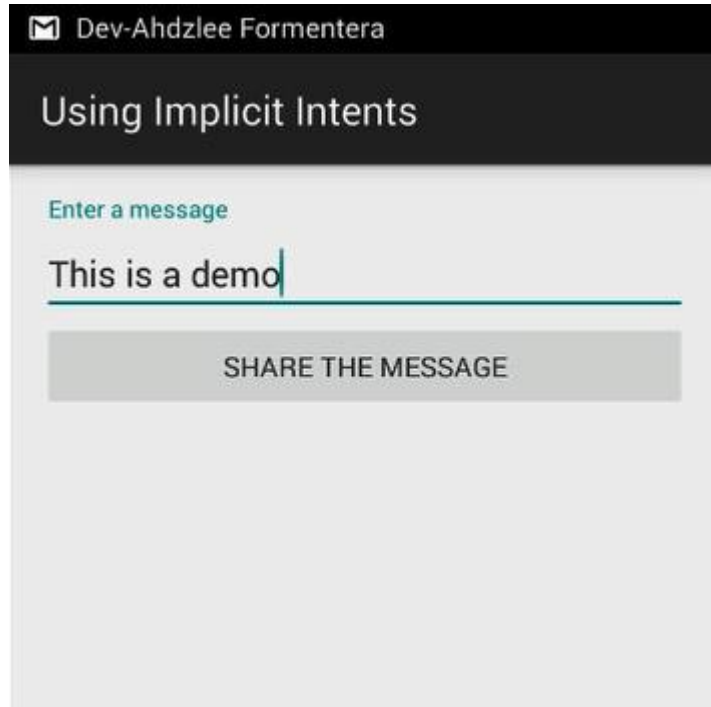 Dev-Ahdzlee Formentera
Using Implicit Intents
Enter a message
This is a demo
SHARE THE MESSAGE